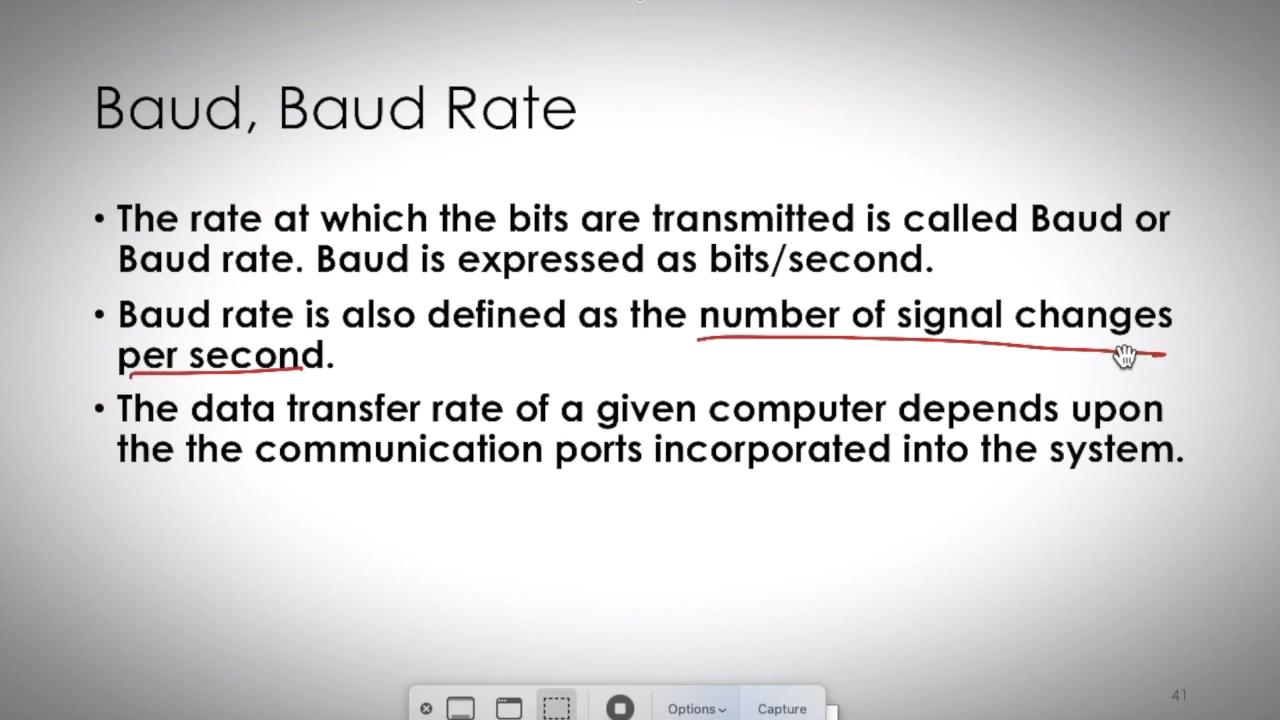 Baud, Baud Rate
• The rate at which the bits are transmitted is called Baud or
Baud rate. Baud is expressed as bits/second.
• Baud rate is also defined as the number of signal changes
per second.
• The data transfer rate of a given computer depends upon
the the communication ports incorporated into the system.
41
Options Capture